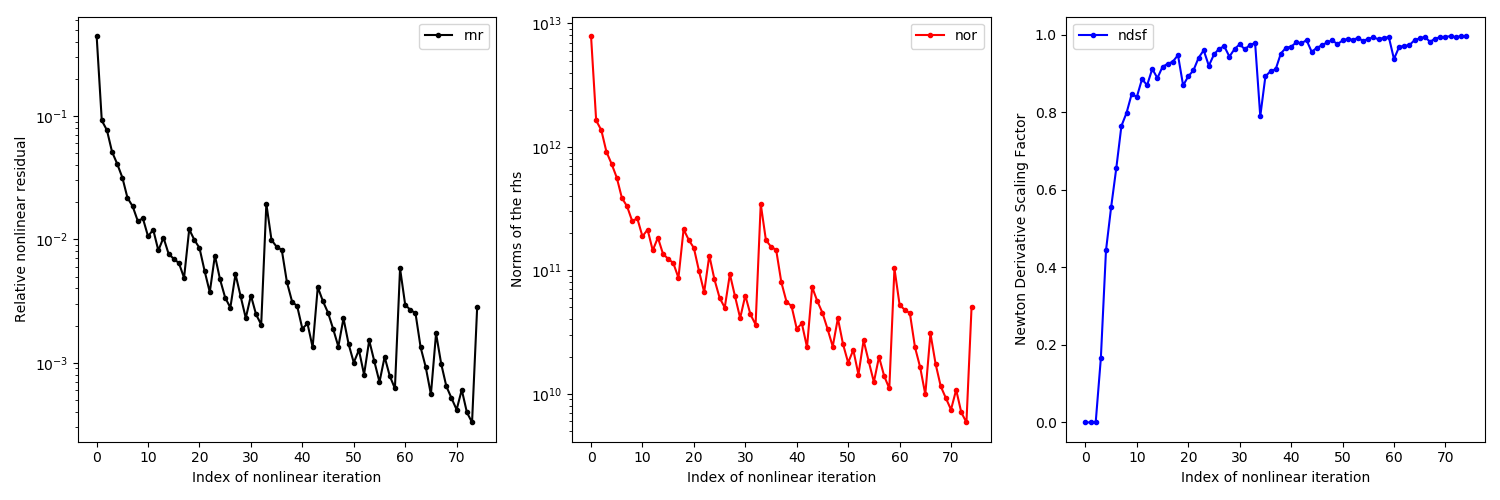 Relative nonlinear residual
10⁻¹
10⁻²
10⁻³
0 10 20 30 40 50 60 70
Index of nonlinear iteration
rnr
Norms of the rhs
10¹³
10¹²
10¹¹
10¹⁰
0 10 20 30 40 50 60 70
Index of nonlinear iteration
nor
Newton Derivative Scaling Factor
1.0
0.8
0.6
0.4
0.2
0.0
0 10 20 30 40 50 60 70
Index of nonlinear iteration
ndsf